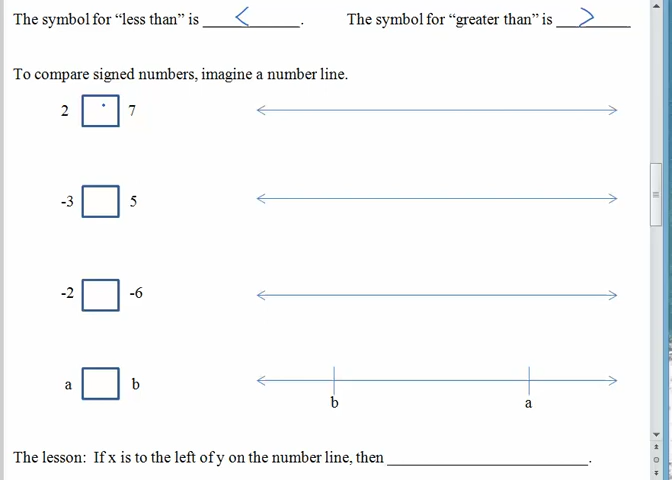 The symbol for “less than” is <. The symbol for “greater than” is >
To compare signed numbers, imagine a number line.
2 7
-3 5
-2 -6
a b
b a
The lesson: If x is to the left of y on the number line, then ____________________.